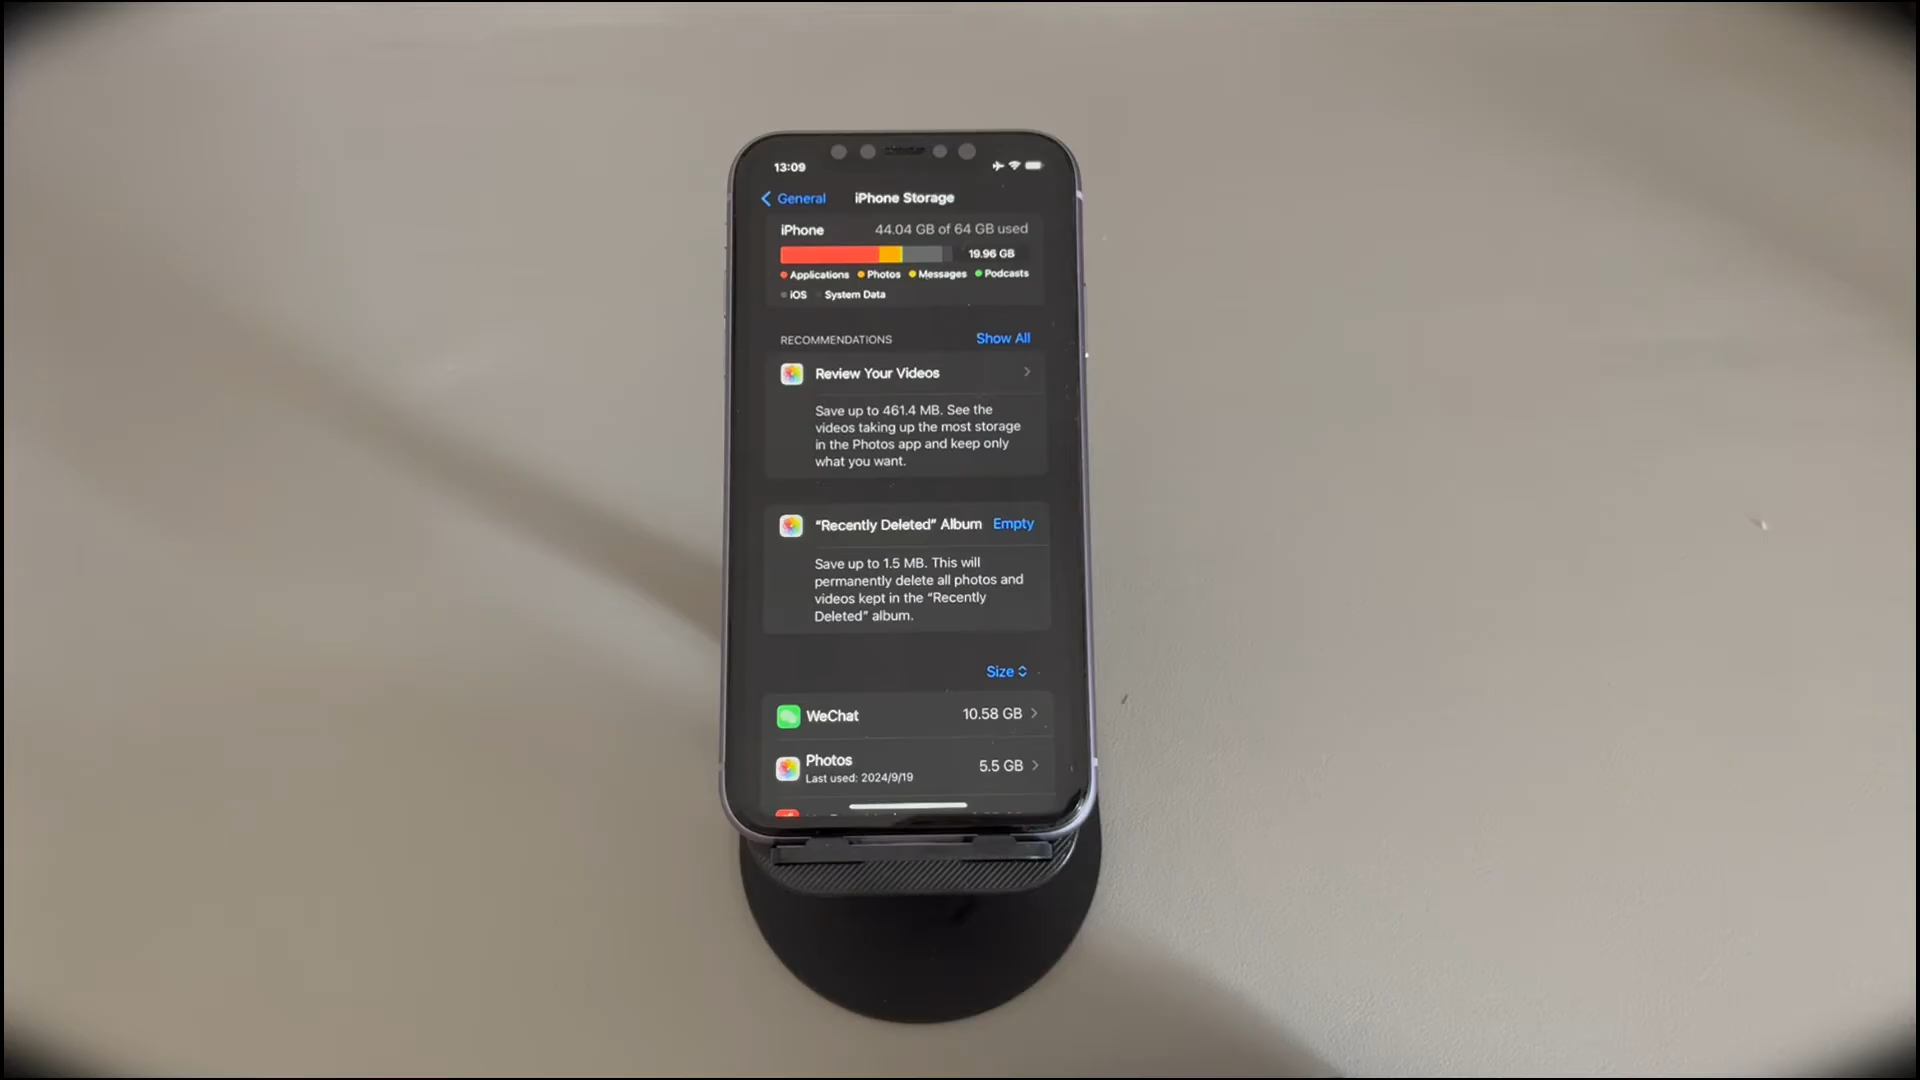 13:09
General
iPhone Storage
iPhone
44.04 GB of 64 GB used
19.96 GB
Applications
Photos
Messages
Podcasts
iOS
System Data
RECOMMENDATIONS
Show All
Review Your Videos
Save up to 461.4 MB. See the
videos taking up the most storage
in the Photos app and keep only
what you want.
“Recently Deleted” Album
Empty
Save up to 1.5 MB. This will
permanently delete all photos and
videos kept in the “Recently
Deleted” album.
Size
WeChat
10.58 GB
Photos
Last used: 2024/9/19
5.5 GB